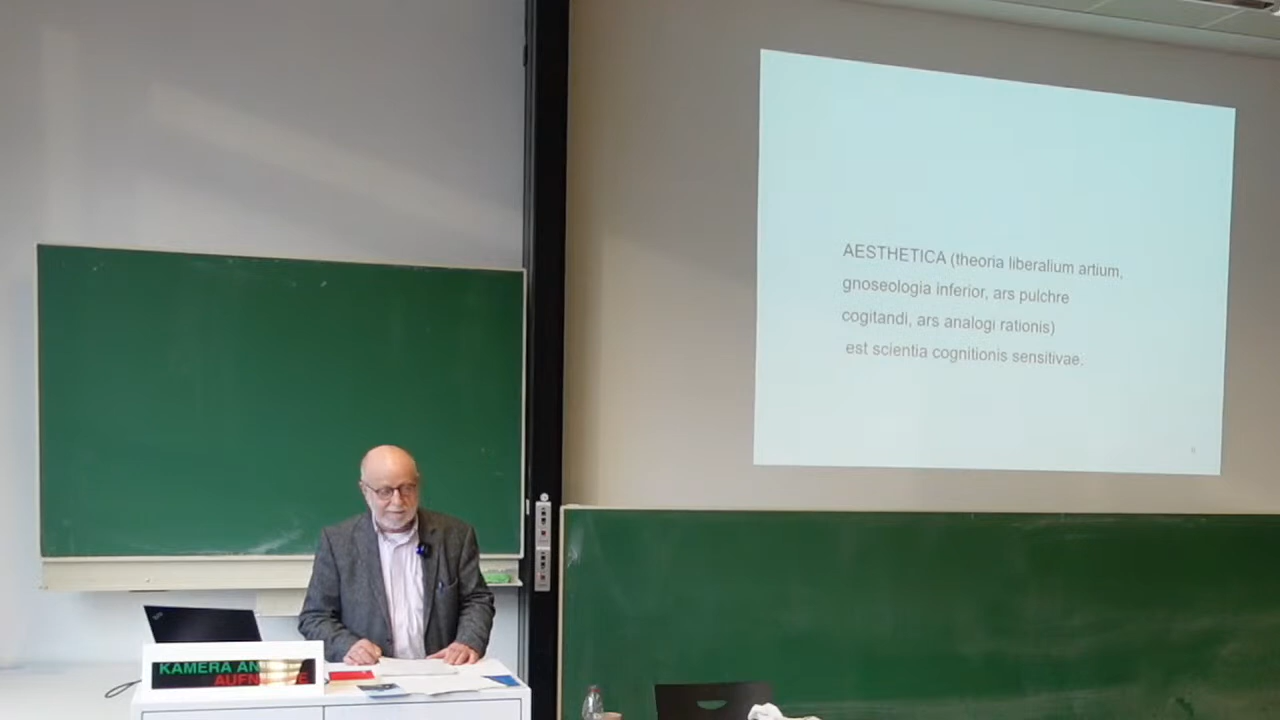 AESTHETICA (theoria liberalium artium,
gnoseologia inferior, ars pulchre
cogitandi, ars analogi rationis)
est scientia cognitionis sensitivae.
KAMERA AN